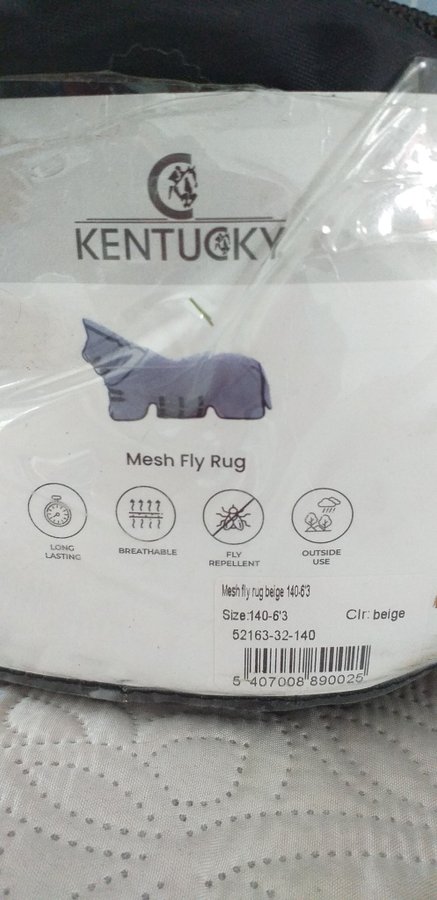 KENTUCKY
Mesh Fly Rug
LONG
LASTING
BREATHABLE
FLY
REPELLENT
OUTSIDE
USE
Mesh fly rug beige 140-6'3
Size:140-6'3 Clr: beige
52163-32-140
5 407008 890025